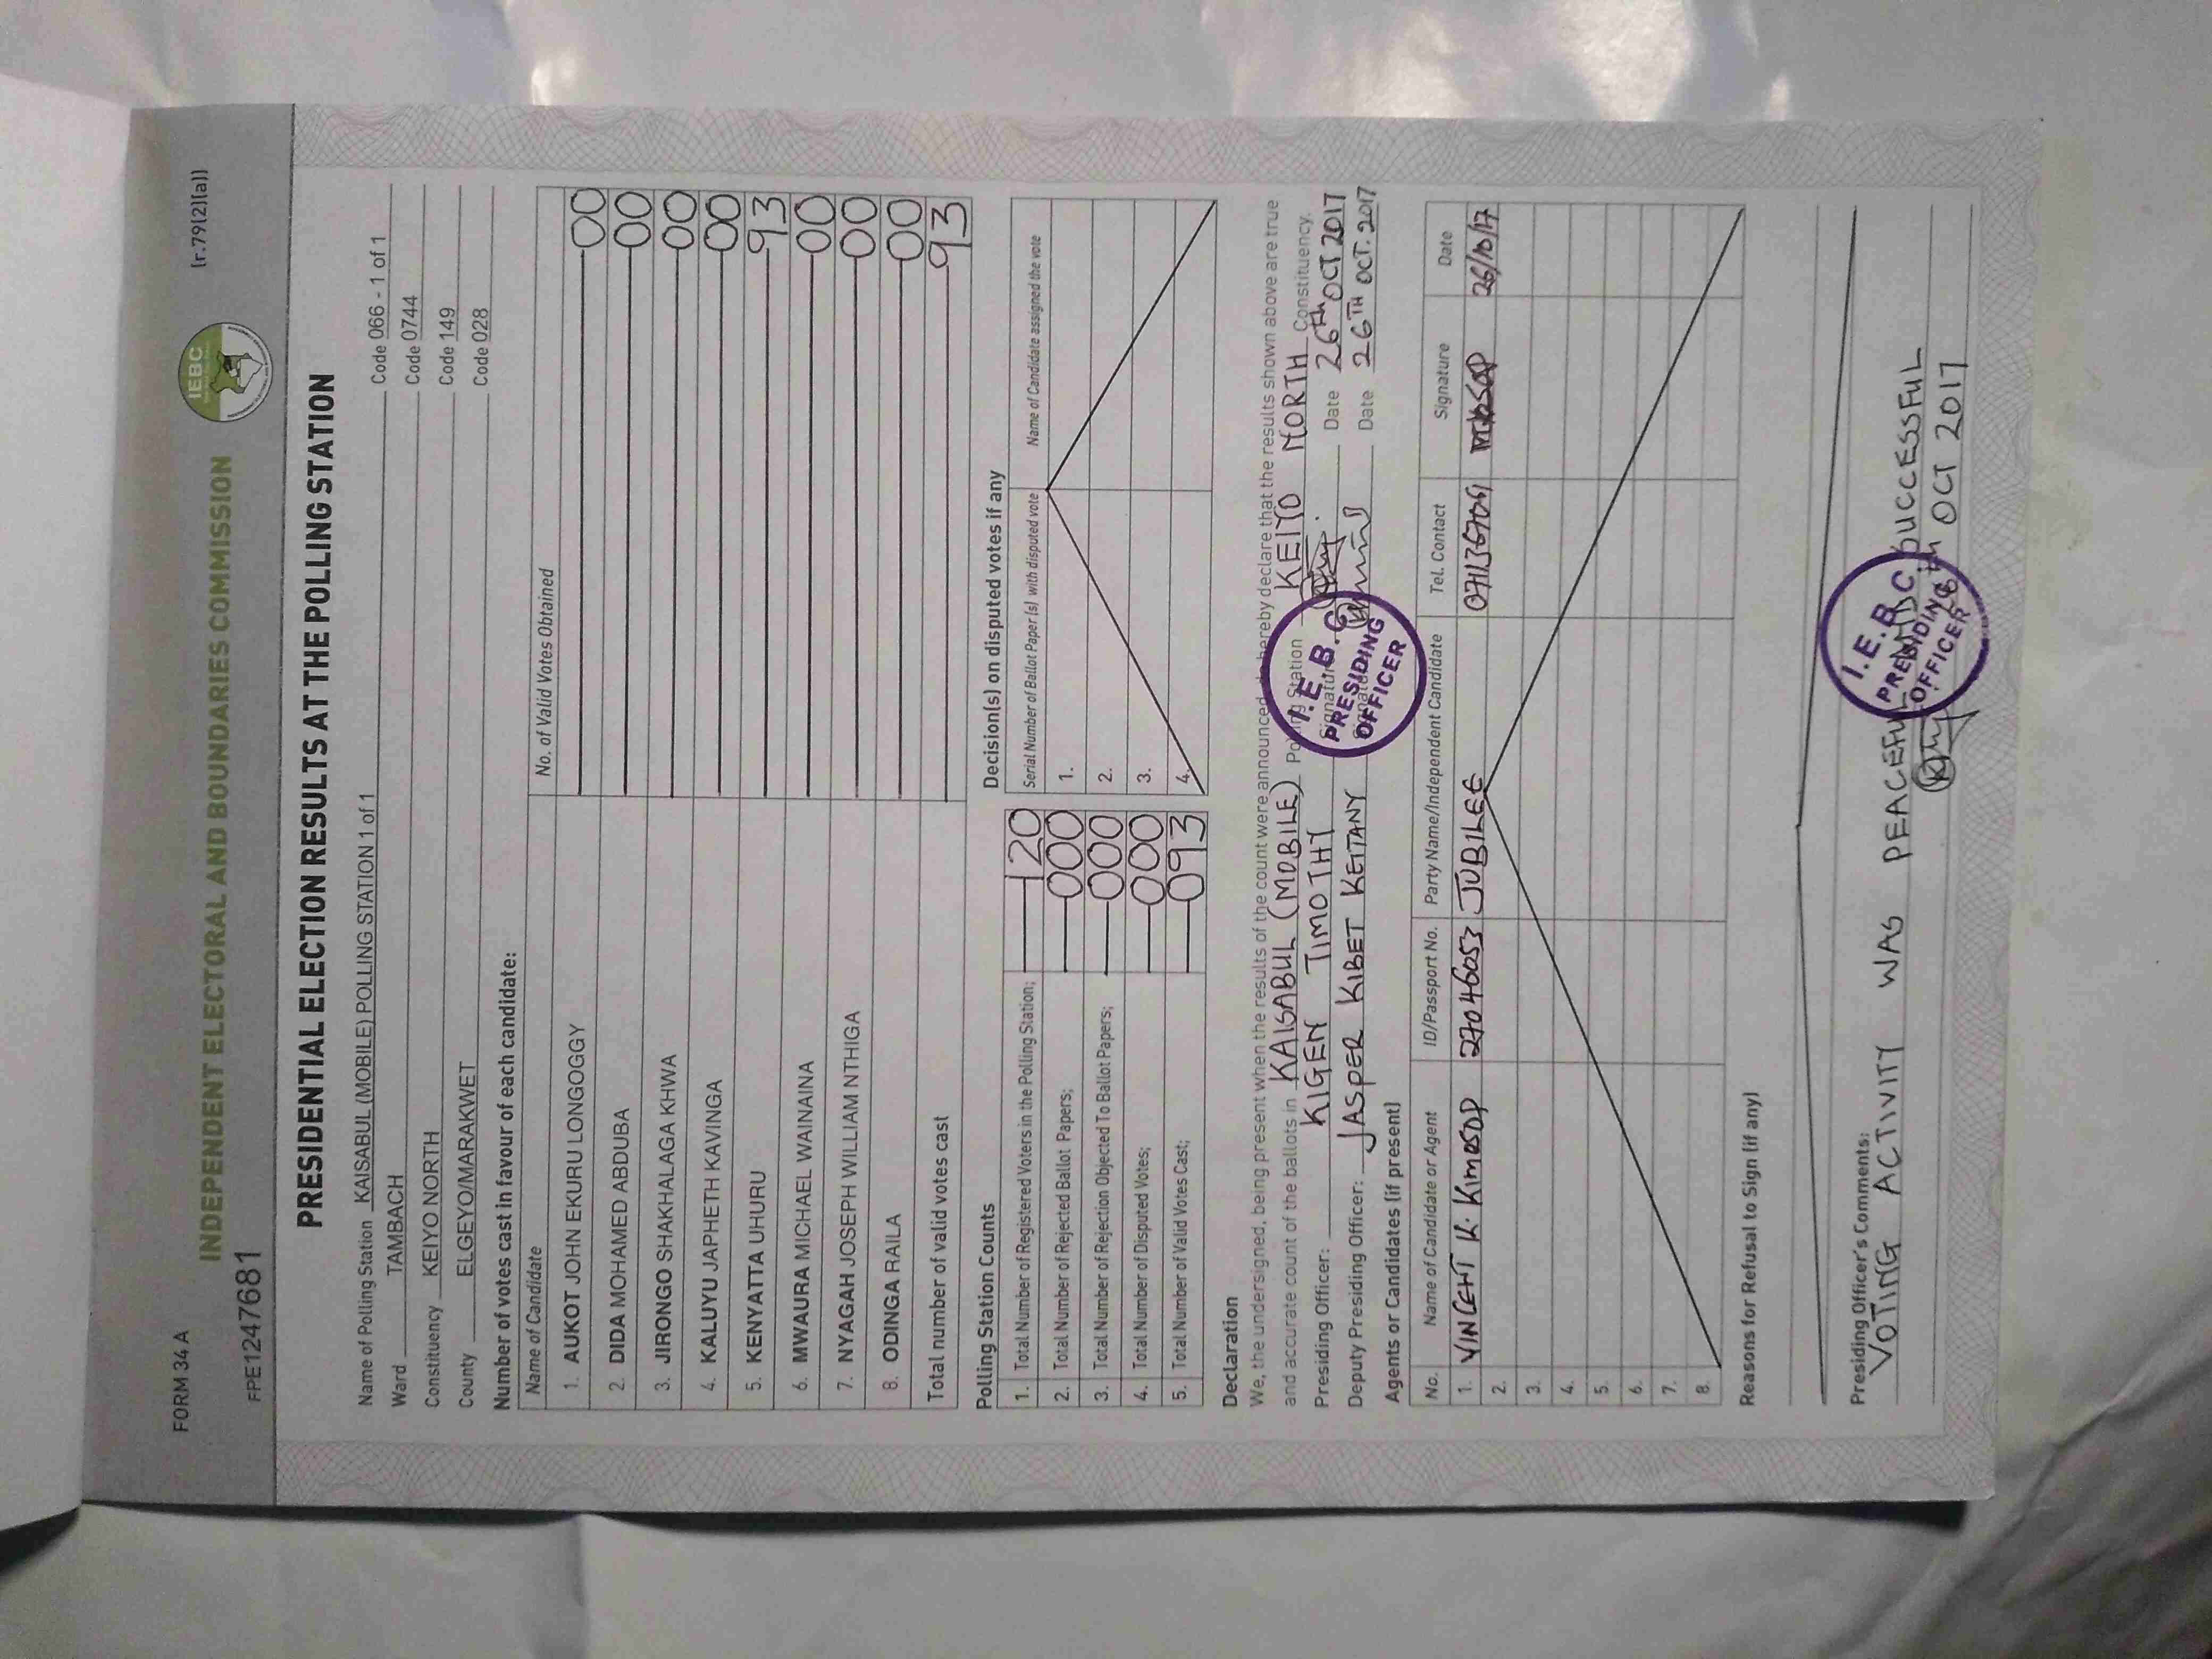 FORM 34 A
(r.79(2)(a))
IEBC
INDEPENDENT ELECTORAL AND BOUNDARIES COMMISSION
FPE1247681
PRESIDENTIAL ELECTION RESULTS AT THE POLLING STATION
Name of Polling Station KAISABUL (MOBILE) POLLING STATION 1 of 1 Code 066 - 1 of 1
Ward TAMBACH Code 0744
Constituency KEIYO NORTH Code 149
County ELGEYO/MARAKWET Code 028
Number of votes cast in favour of each candidate:
Name of Candidate No. of Valid Votes Obtained
1. AUKOT JOHN EKURU LONGOGGY 00
2. DIDA MOHAMED ABDUBA 00
3. JIRONGO SHAKHALAGA KHWA 00
4. KALUYU JAPHETH KAVINGA 00
5. KENYATTA UHURU 93
6. MWAURA MICHAEL WAINAINA 00
7. NYAGAH JOSEPH WILLIAM NTHIGA 00
8. ODINGA RAILA 00
Total number of valid votes cast 93
Polling Station Counts
1. Total Number of Registered Voters in the Polling Station; 120
2. Total Number of Rejected Ballot Papers; 000
3. Total Number of Rejection Objected To Ballot Papers; 000
4. Total Number of Disputed Votes; 000
5. Total Number of Valid Votes Cast; 093
Decision(s) on disputed votes if any
Serial Number of Ballot Paper (s) with disputed vote Name of Candidate assigned the vote
1.
2.
3.
4.
Declaration
We, the undersigned, being present when the results of the count were announced, do hereby declare that the results shown above are true
and accurate count of the ballots in KAISABUL (MOBILE) Polling Station KEIYO NORTH Constituency.
Presiding Officer: KIGEN TIMOTHY Signature Date 26th OCT 2017
Deputy Presiding Officer: JASPER KIBET KEITANY Signature Date 26TH OCT. 2017
I.E.B.C.
PRESIDING
OFFICER
Agents or Candidates (if present)
No. Name of Candidate or Agent ID/Passport No. Party Name/Independent Candidate Tel. Contact Signature Date
1. VINCENT K. KIMOSOP 27046053 JUBILEE 26/10/17
2.
3.
4.
5.
6.
7.
8.
Reasons for Refusal to Sign (if any)
Presiding Officer's Comments:
VOTING ACTIVITY WAS PEACEFUL AND SUCCESSFUL
26th OCT 2017
I.E.B.C.
PRESIDING
OFFICER